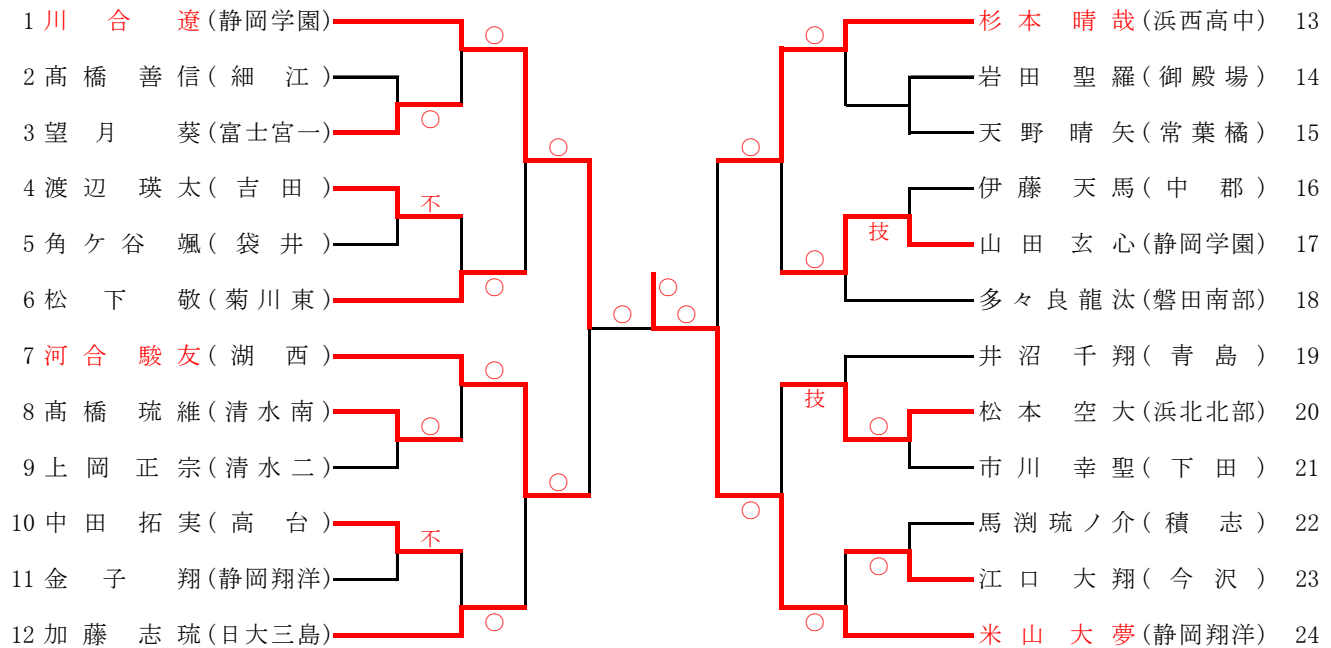 1 川合遼(静岡学園)
2 髙橋善信(細江)
3 望月葵(富士宮一)
4 渡辺瑛太(吉田)
5 角ケ谷颯(袋井)
6 松下敬(菊川東)
7 河合駿友(湖西)
8 髙橋琉維(清水南)
9 上岡正宗(清水二)
10 中田拓実(高台)
11 金子翔(静岡翔洋)
12 加藤志琉(日大三島)
○
○
○
不
○
○
○
○
不
○
○
○
○
○
○
○
技
○
技
○
○
○
○
杉本晴哉(浜西高中) 13
岩田聖羅(御殿場) 14
天野晴矢(常葉橘) 15
伊藤天馬(中郡) 16
山田玄心(静岡学園) 17
多々良龍汰(磐田南部) 18
井沼千翔(青島) 19
松本空大(浜北北部) 20
市川幸聖(下田) 21
馬渕琉ノ介(積志) 22
江口大翔(今沢) 23
米山大夢(静岡翔洋) 24